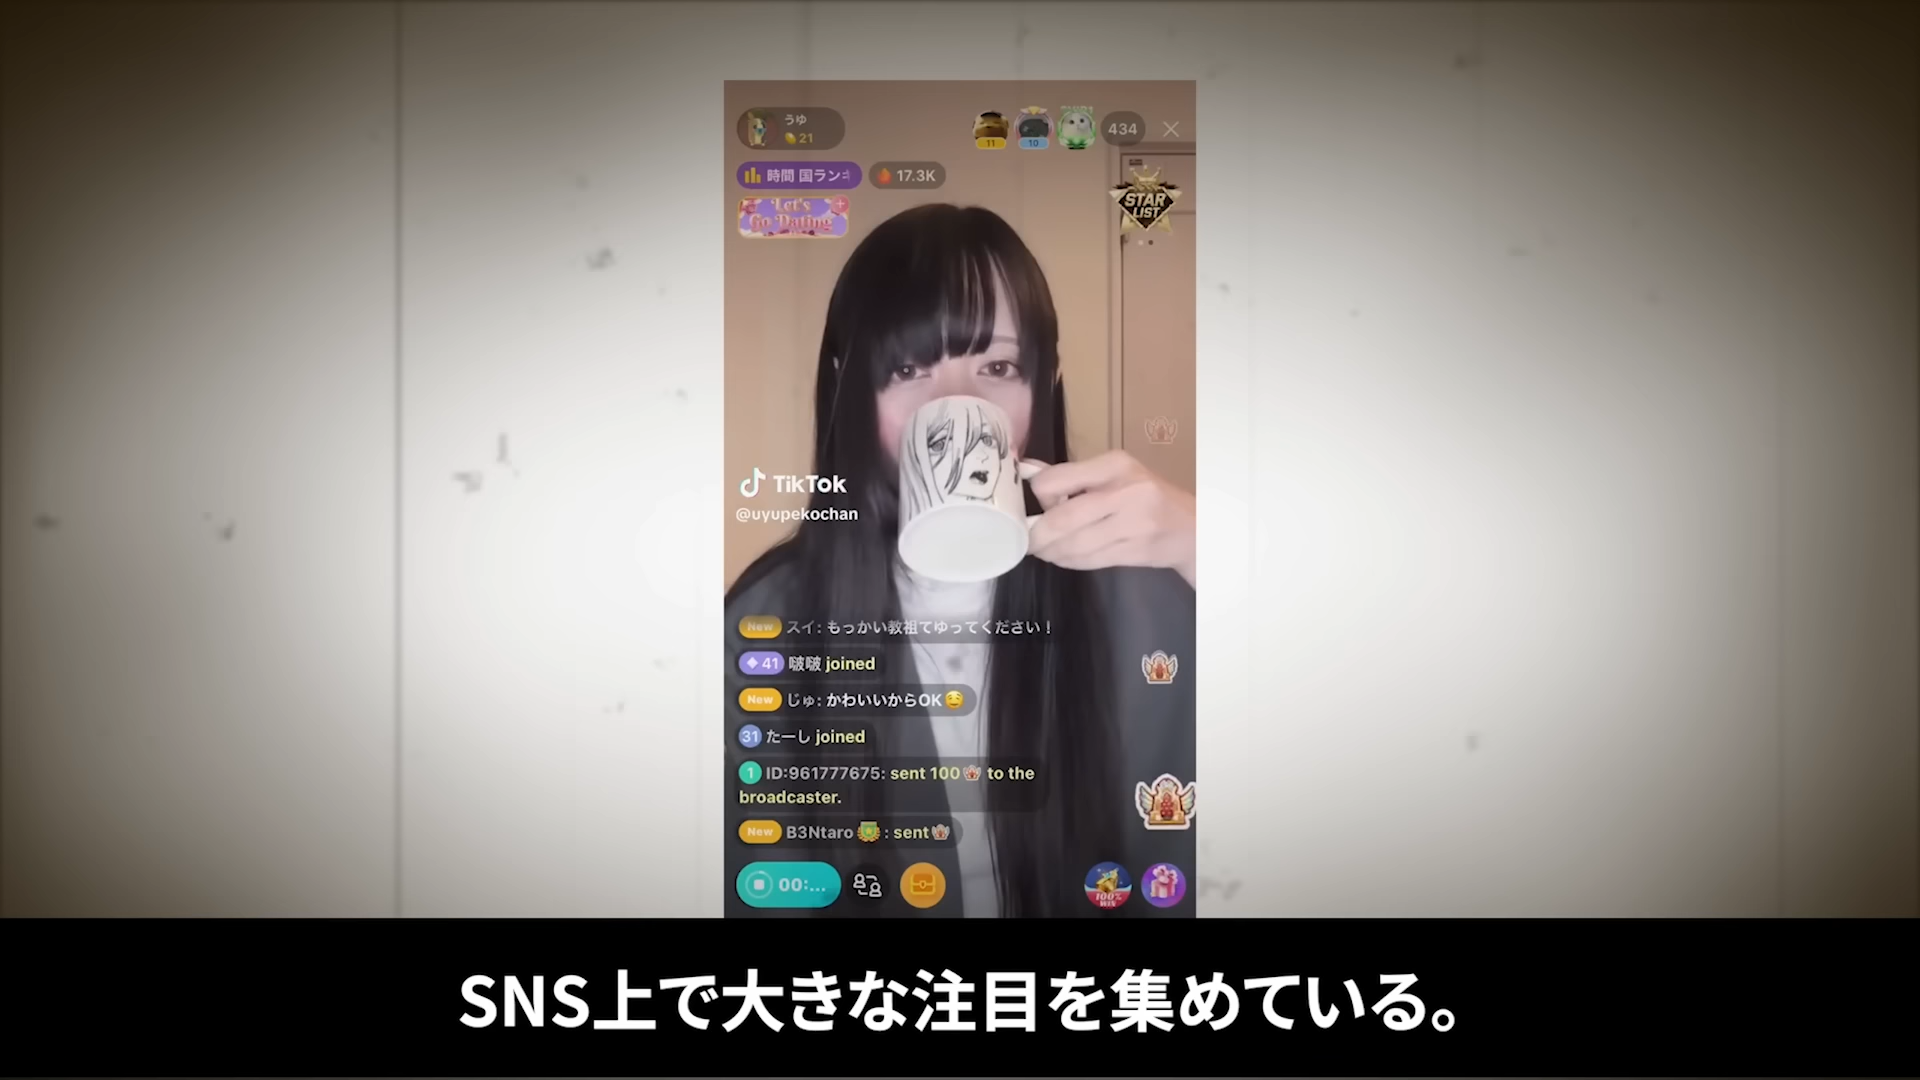 うゆ
21
11
10
434
時間 国ラン
17.3K
Let's
Go Dating
STAR
LIST
TikTok
@uyupekochan
New スイ: もっかい教祖てゆってください！
41 啵啵 joined
New じゅ: かわいいからOK🤤
31 たーし joined
1 ID:961777675: sent 100 to the
broadcaster.
New B3Ntaro : sent
00:...
100%
WIN
SNS上で大きな注目を集めている。